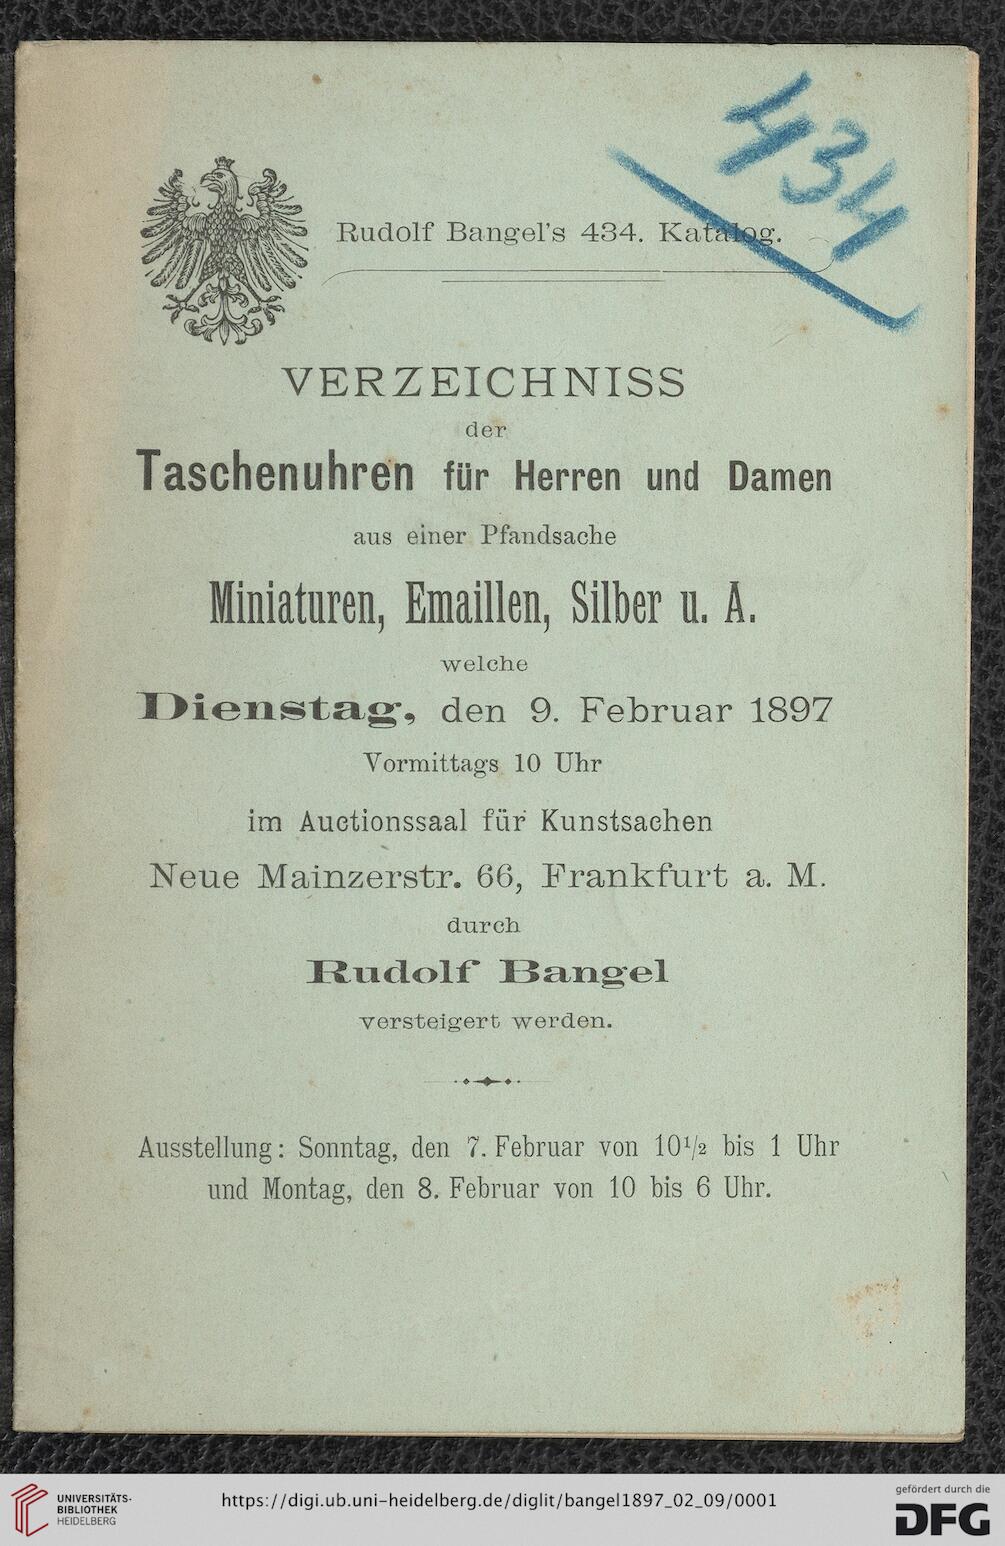 434
Rudolf Bangel's 434. Katalog.
VERZEICHNISS
der
Taschenuhren für Herren und Damen
aus einer Pfandsache
Miniaturen, Emaillen, Silber u. A.
welche
Dienstag, den 9. Februar 1897
Vormittags 10 Uhr
im Auctionssaal für Kunstsachen
Neue Mainzerstr. 66, Frankfurt a. M.
durch
Rudolf Bangel
versteigert werden.
Ausstellung: Sonntag, den 7. Februar von 10½ bis 1 Uhr
und Montag, den 8. Februar von 10 bis 6 Uhr.
UNIVERSITÄTS-
BIBLIOTHEK
HEIDELBERG
https://digi.ub.uni-heidelberg.de/diglit/bangel1897_02_09/0001
gefördert durch die
DFG